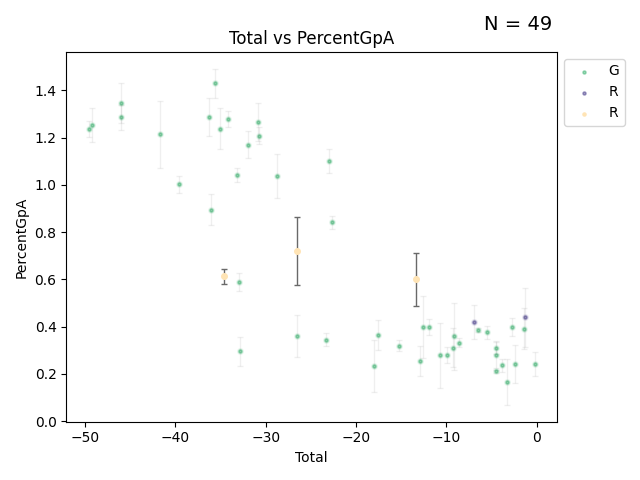 N = 49
Total vs PercentGpA
G
R
R
PercentGpA
1.4
1.2
1.0
0.8
0.6
0.4
0.2
0.0
−50 −40 −30 −20 −10 0
Total